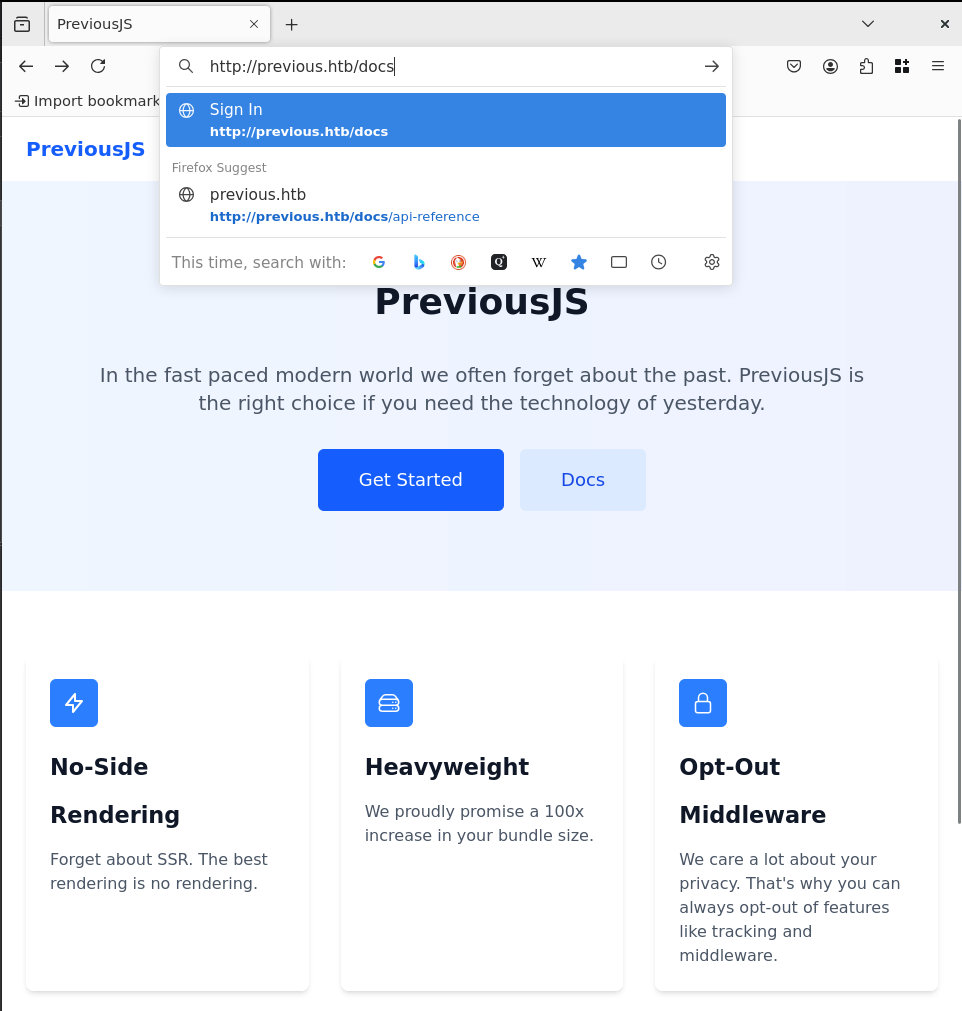 PreviousJS
http://previous.htb/docs
Import bookmark
Sign In
http://previous.htb/docs
Firefox Suggest
previous.htb
http://previous.htb/docs/api-reference
This time, search with:
PreviousJS
PreviousJS
In the fast paced modern world we often forget about the past. PreviousJS is
the right choice if you need the technology of yesterday.
Get Started
Docs
No-Side
Rendering
Forget about SSR. The best
rendering is no rendering.
Heavyweight
We proudly promise a 100x
increase in your bundle size.
Opt-Out
Middleware
We care a lot about your
privacy. That's why you can
always opt-out of features
like tracking and
middleware.